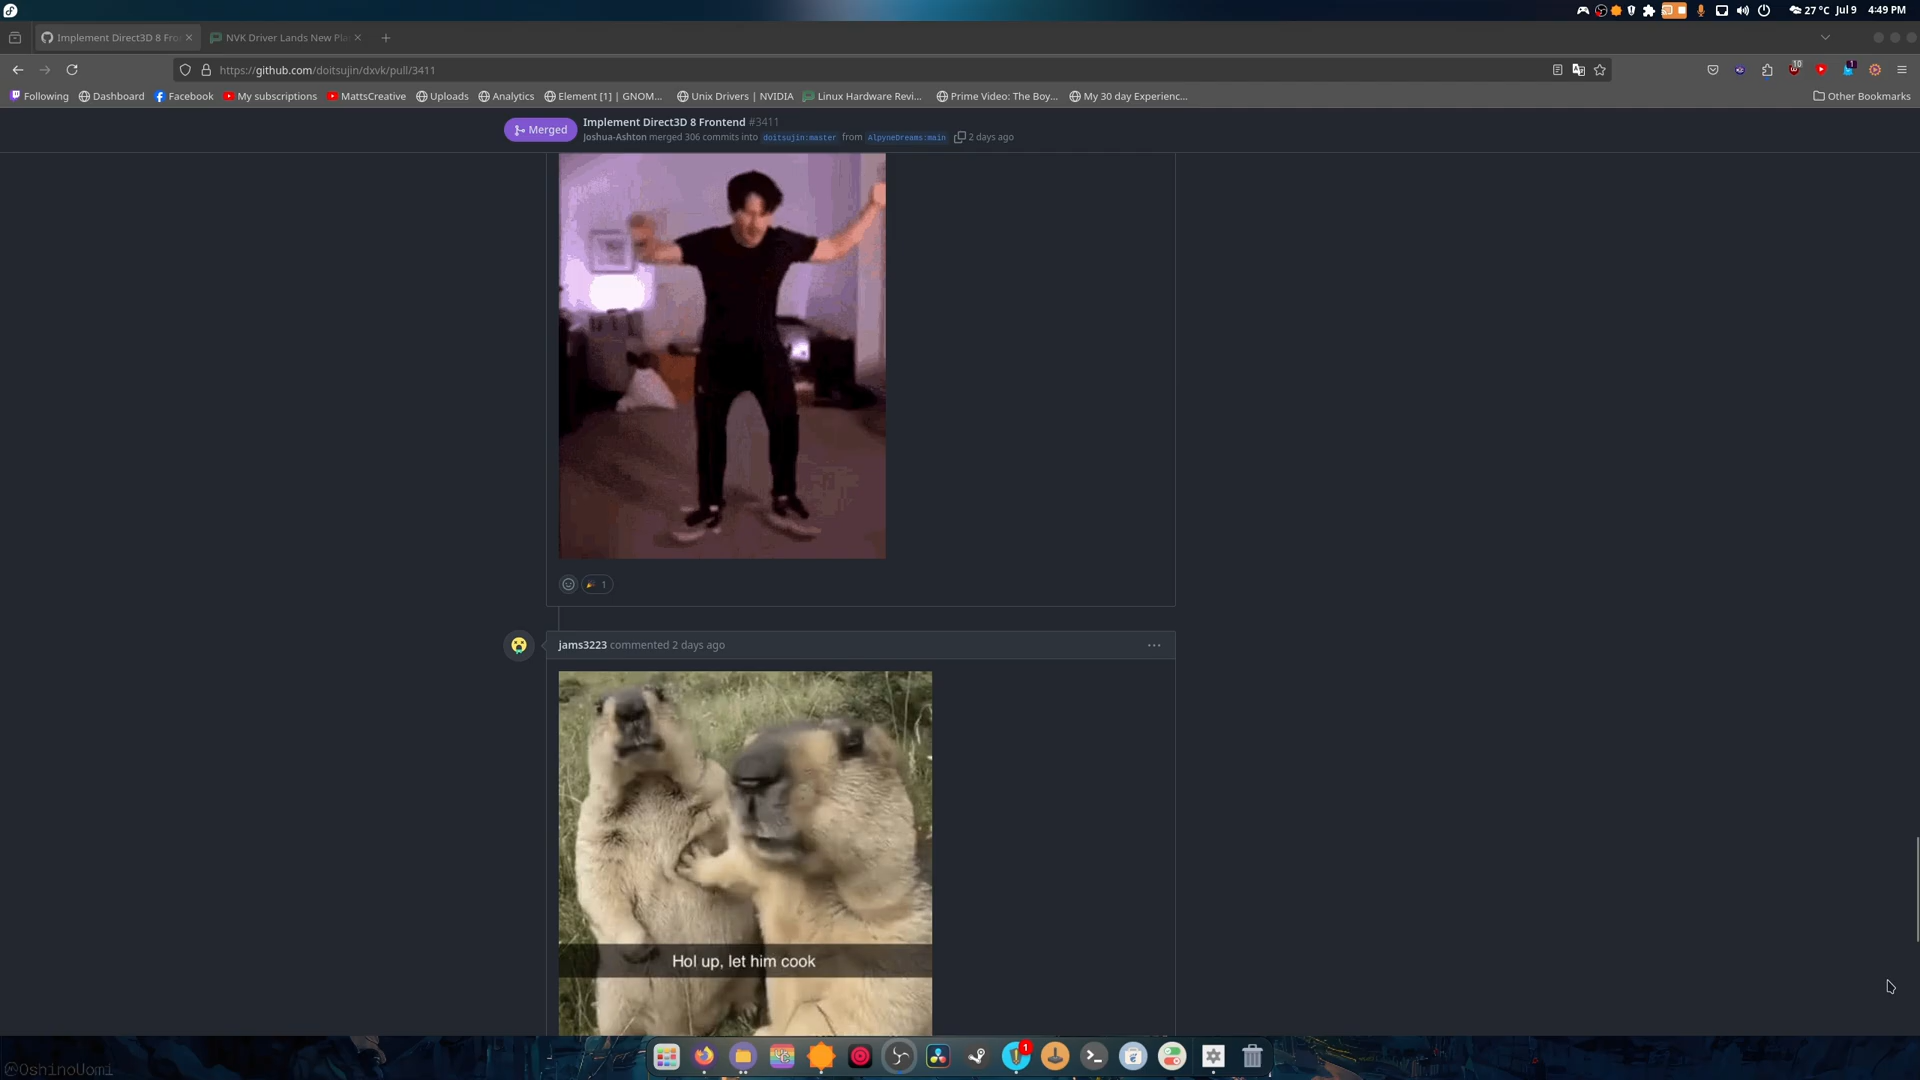 27 °C Jul 9 4:49 PM
Implement Direct3D 8 Fro
NVK Driver Lands New Pla
https://github.com/doitsujin/dxvk/pull/3411
10
1
Following
Dashboard
Facebook
My subscriptions
MattsCreative
Uploads
Analytics
Element [1] | GNOM...
Unix Drivers | NVIDIA
Linux Hardware Revi...
Prime Video: The Boy...
My 30 day Experienc...
Other Bookmarks
Merged
Implement Direct3D 8 Frontend #3411
Joshua-Ashton merged 306 commits into doitsujin:master from AlpyneDreams:main 2 days ago
1
jams3223 commented 2 days ago
Hol up, let him cook
1
@OshinoUomi